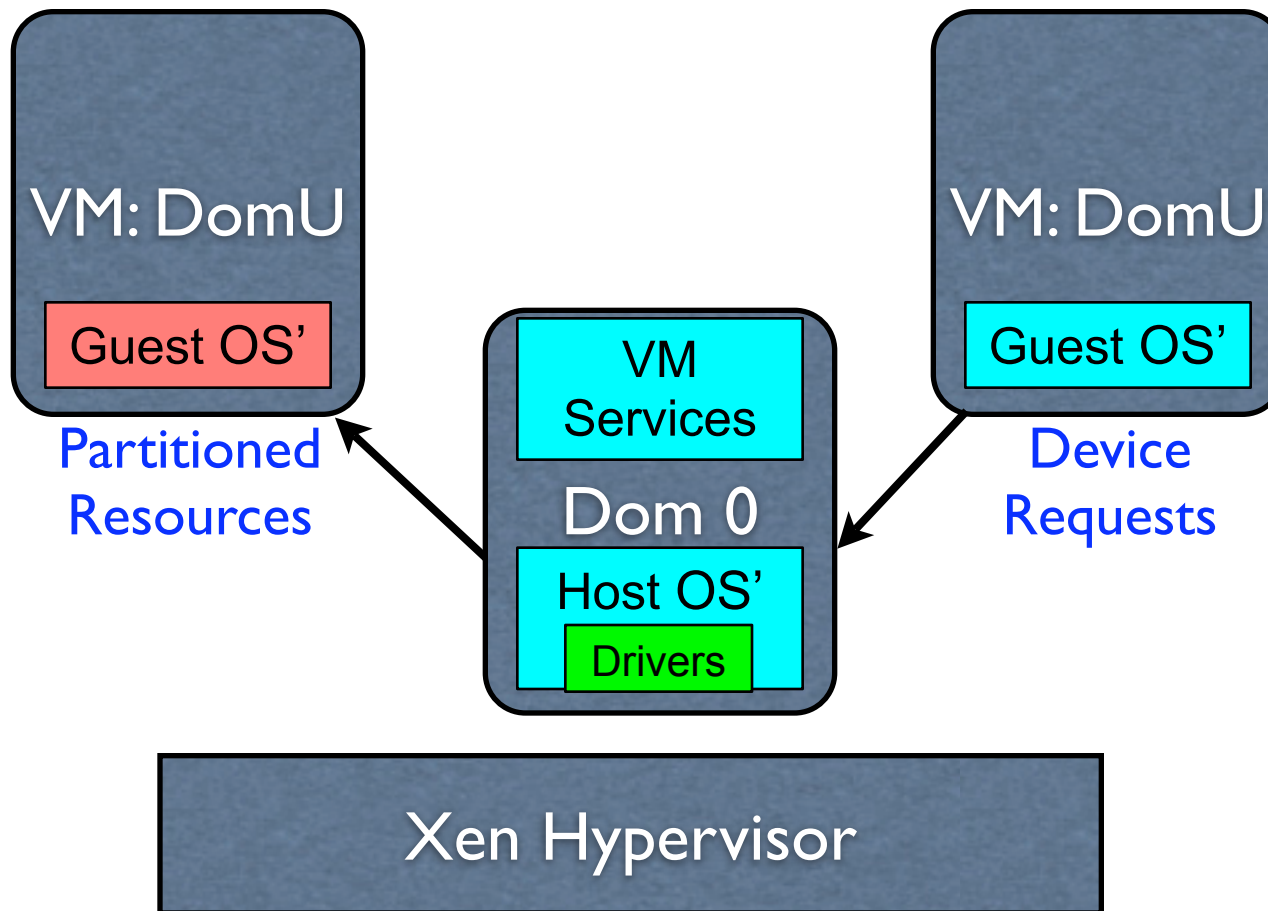 VM: DomU
Guest OS’
Partitioned
Resources
VM
Services
Dom 0
Host OS’
Drivers
VM: DomU
Guest OS’
Device
Requests
Xen Hypervisor